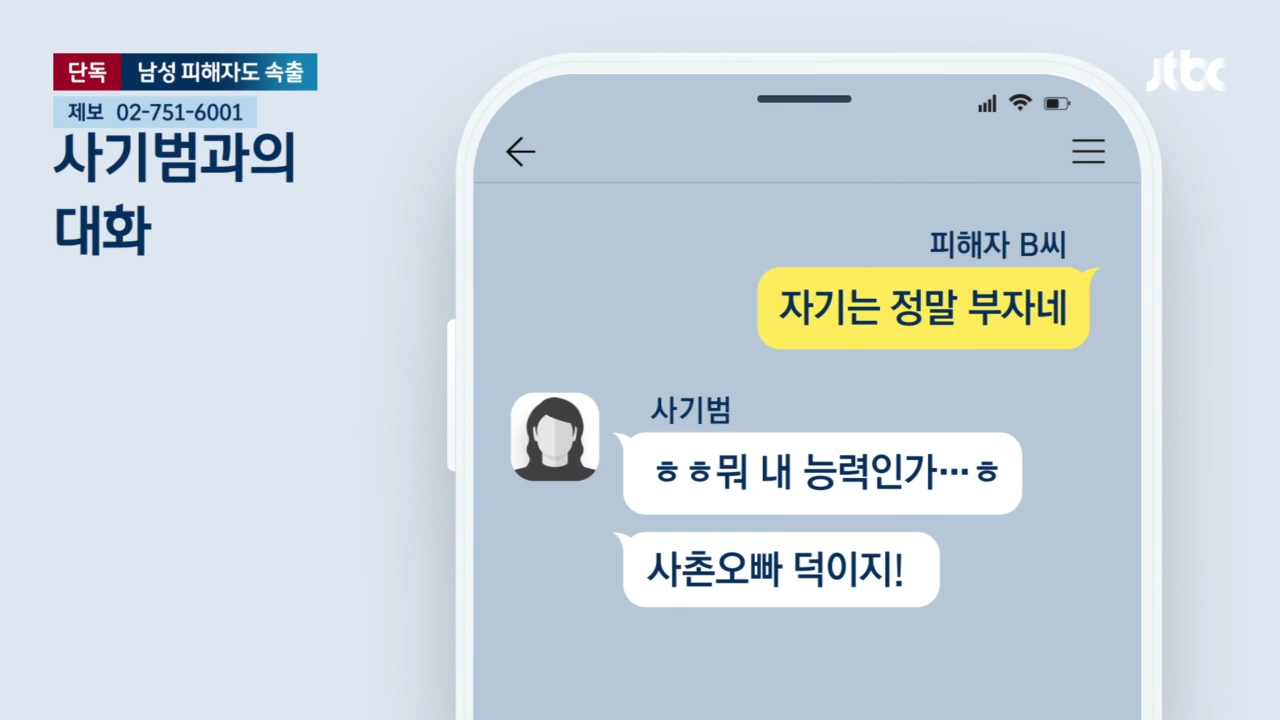 단독 남성 피해자도 속출
제보 02-751-6001
jtbc
사기범과의
대화
피해자 B씨
자기는 정말 부자네
사기범
ㅎㅎ뭐 내 능력인가…ㅎ
사촌오빠 덕이지!